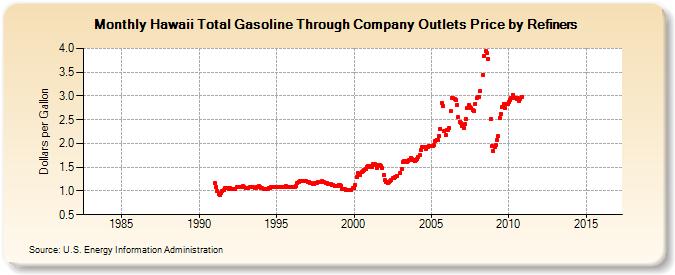 Monthly Hawaii Total Gasoline Through Company Outlets Price by Refiners
Dollars per Gallon
4.0
3.5
3.0
2.5
2.0
1.5
1.0
0.5
1985 1990 1995 2000 2005 2010 2015
Source: U.S. Energy Information Administration